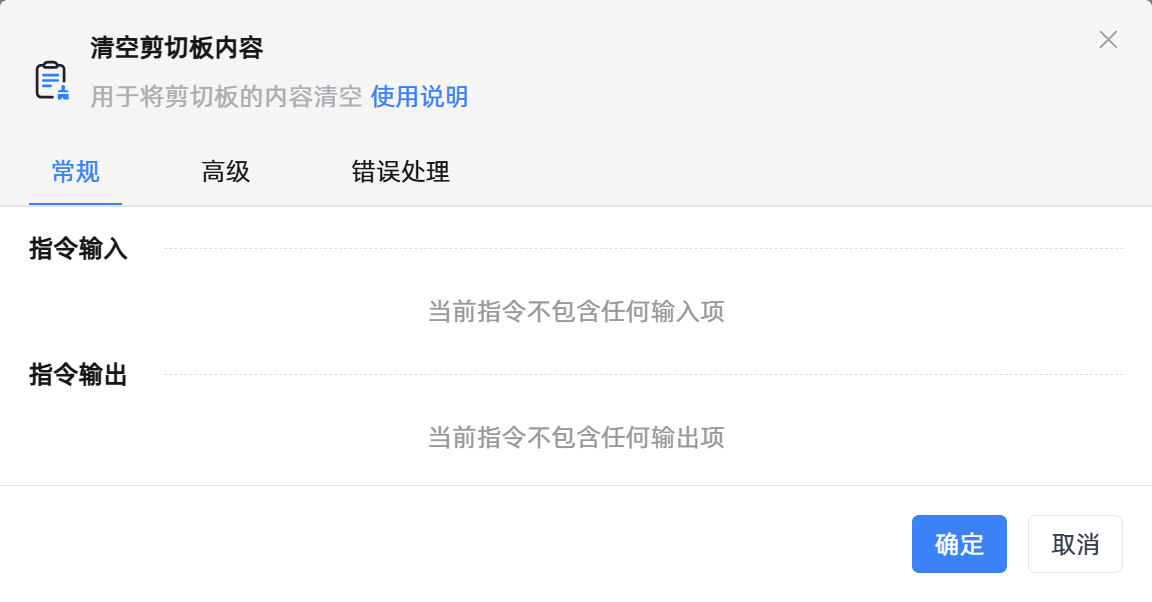 清空剪切板内容
用于将剪切板的内容清空 使用说明
常规 高级 错误处理
指令输入
当前指令不包含任何输入项
指令输出
当前指令不包含任何输出项
确定 取消